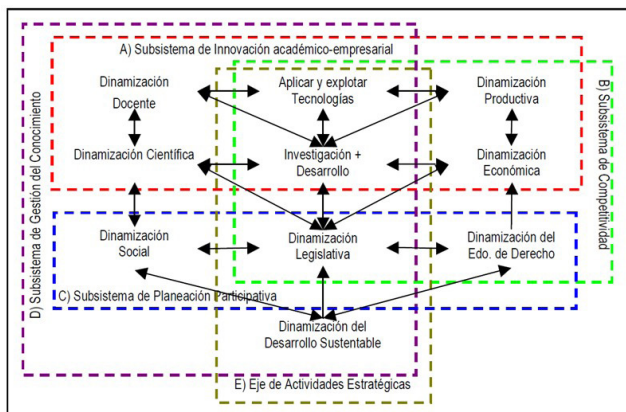 A) Subsistema de Innovación académico-empresarial
Dinamización
Docente
Aplicar y explotar
Tecnologías
Dinamización
Productiva
Dinamización Científica
Investigación +
Desarrollo
Dinamización
Económica
Dinamización
Social
Dinamización
Legislativa
Dinamización del
Edo. de Derecho
C) Subsistema de Planeación Participativa
Dinamización del
Desarrollo Sustentable
E) Eje de Actividades Estratégicas
D) Subsistema de Gestión del Conocimiento
B) Subsistema de Competitividad